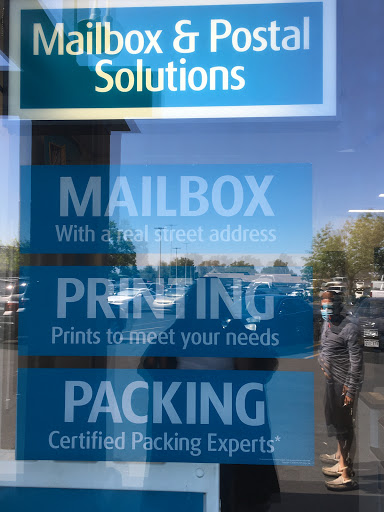 Mailbox & Postal
Solutions
MAILBOX
With a real street address
PRINTING
Prints to meet your needs
PACKING
Certified Packing Experts*